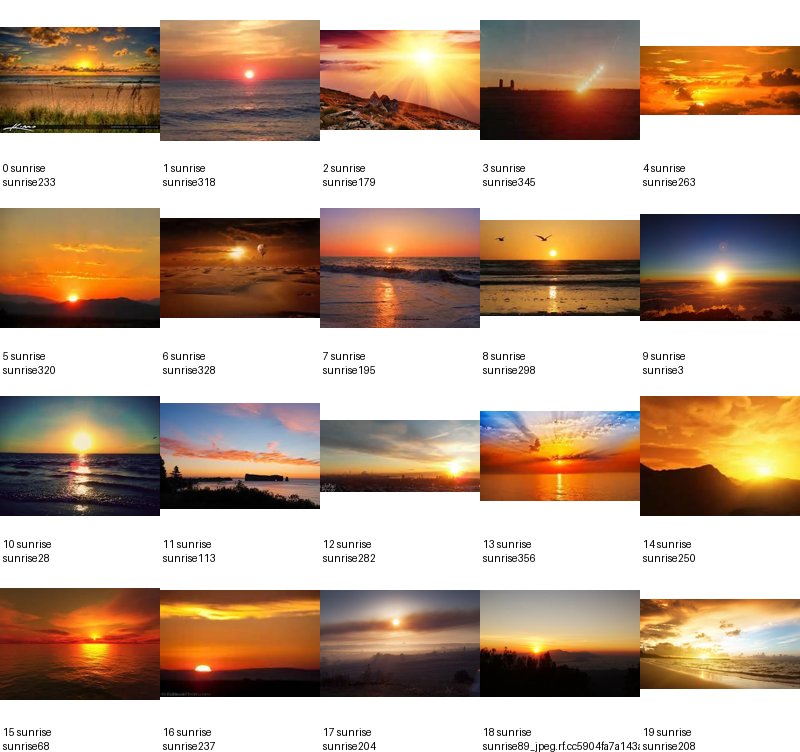 0 sunrise
sunrise233
1 sunrise
sunrise318
2 sunrise
sunrise179
3 sunrise
sunrise345
4 sunrise
sunrise263
5 sunrise
sunrise320
6 sunrise
sunrise328
7 sunrise
sunrise195
8 sunrise
sunrise298
9 sunrise
sunrise3
10 sunrise
sunrise28
11 sunrise
sunrise113
12 sunrise
sunrise282
13 sunrise
sunrise356
14 sunrise
sunrise250
15 sunrise
sunrise68
16 sunrise
sunrise237
17 sunrise
sunrise204
18 sunrise
sunrise89_jpeg.rf.cc5904fa7a143a
19 sunrise
sunrise208